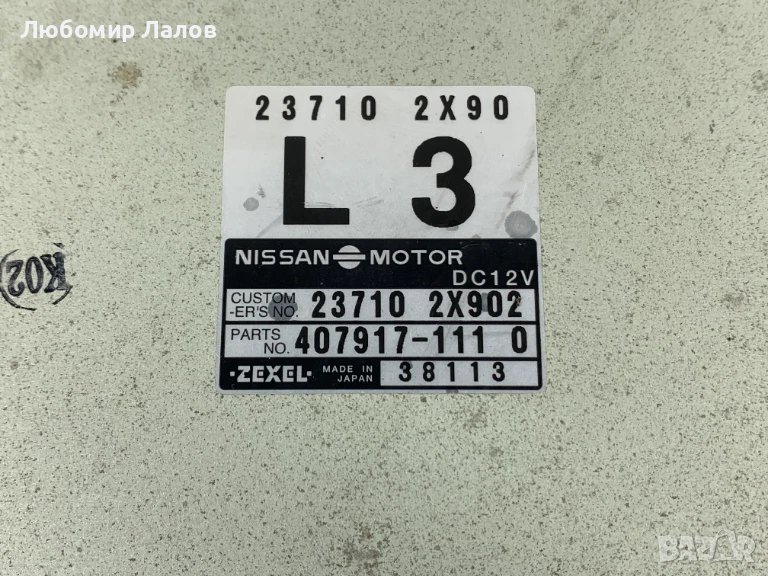 Любомир Лалов
23710 2X90
L 3
NISSAN MOTOR
DC12V
CUSTOM -ER'S NO. 23710 2X902
PARTS NO. 407917-111 0
·ZEXEL· MADE IN JAPAN 38113
K02
BAZAR